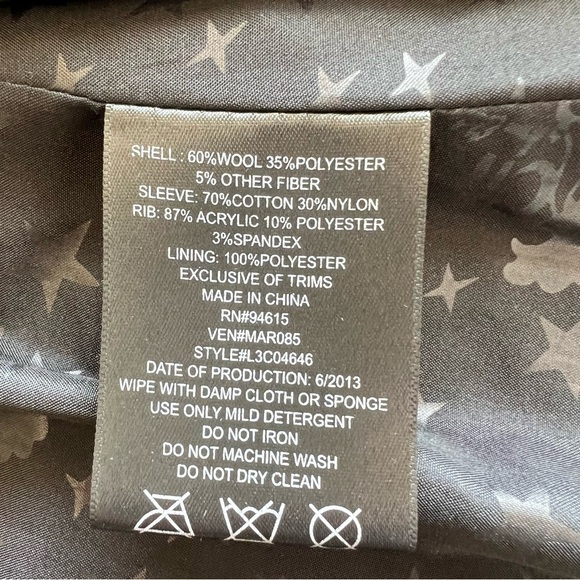 SHELL : 60%WOOL 35%POLYESTER
5% OTHER FIBER
SLEEVE: 70%COTTON 30%NYLON
RIB: 87% ACRYLIC 10% POLYESTER
3%SPANDEX
LINING: 100%POLYESTER
EXCLUSIVE OF TRIMS
MADE IN CHINA
RN#94615
VEN#MAR085
STYLE#L3C04646
DATE OF PRODUCTION: 6/2013
WIPE WITH DAMP CLOTH OR SPONGE
USE ONLY MILD DETERGENT
DO NOT IRON
DO NOT MACHINE WASH
DO NOT DRY CLEAN